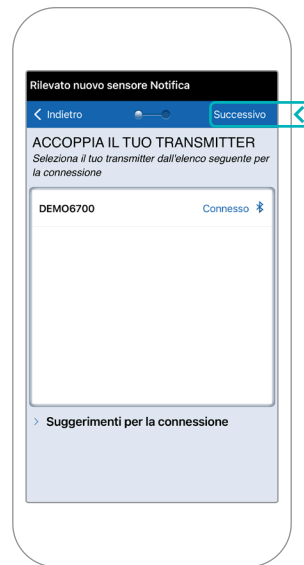 Rilevato nuovo sensore Notifica
Indietro Successivo
ACCOPPIA IL TUO TRANSMITTER
Seleziona il tuo transmitter dall'elenco seguente per
la connessione
DEMO6700 Connesso
Suggerimenti per la connessione